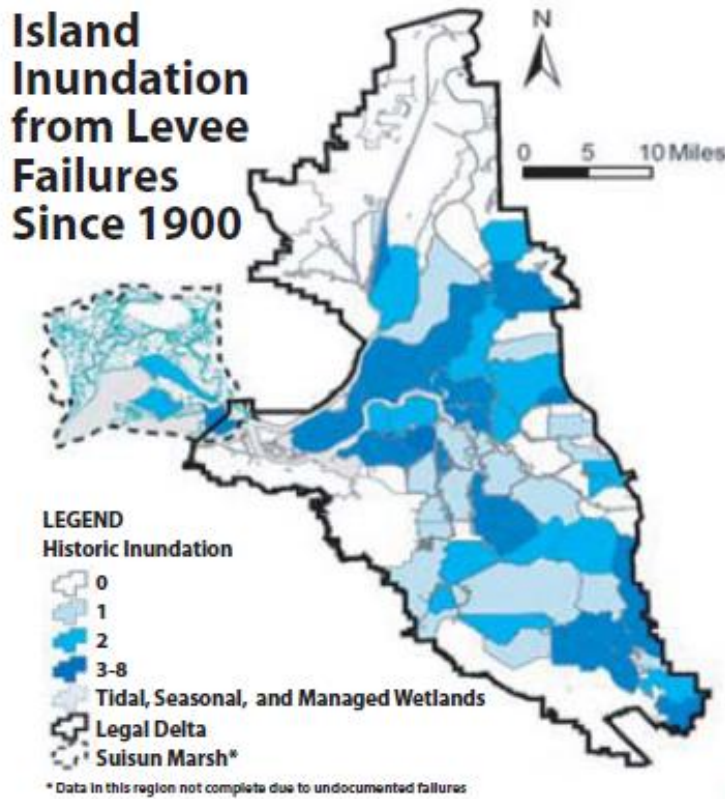 Island
Inundation
from Levee
Failures
Since 1900
N
0 5 10 Miles
LEGEND
Historic Inundation
0
1
2
3-8
Tidal, Seasonal, and Managed Wetlands
Legal Delta
Suisun Marsh*
* Data in this region not complete due to undocumented failures